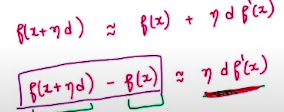 f(x+ηd) ≈ f(x) + η d f'(x)
f(x+ηd) - f(x) ≈ η d f'(x)